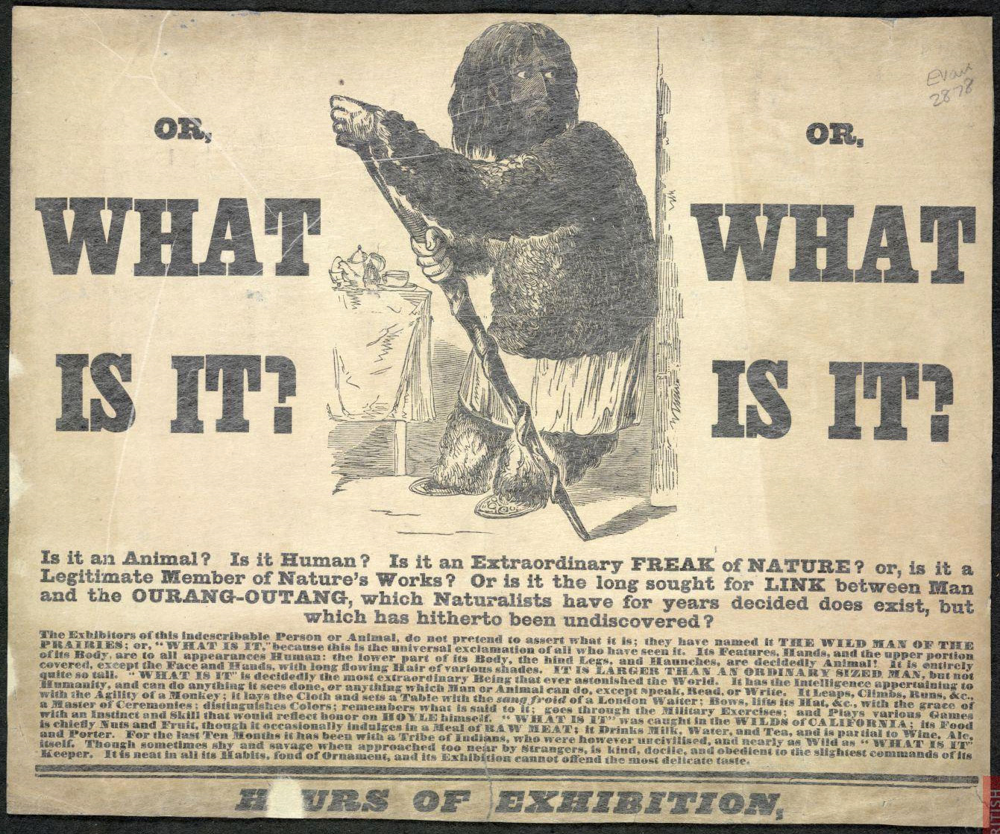 Evan
2878
OR,
WHAT
IS IT?
OR,
WHAT
IS IT?
Is it an Animal? Is it Human? Is it an Extraordinary FREAK of NATURE? or, is it a
Legitimate Member of Nature's Works? Or is it the long sought for LINK between Man
and the OURANG-OUTANG, which Naturalists have for years decided does exist, but
which has hitherto been undiscovered?
The Exhibitors of this indescribable Person or Animal, do not pretend to assert what it is; they have named it THE WILD MAN OF THE
PRAIRIES; or, "WHAT IS IT," because this is the universal exclamation of all who have seen it. Its Features, Hands, and the upper portion
of its Body, are to all appearances Human: the lower part of its Body, the hind Legs, and Haunches, are decidedly Animal! It is entirely
covered, except the Face and Hands, with long flowing Hair of various shades. IT IS LARGER THAN AN ORDINARY SIZED MAN, but not
quite so tall. "WHAT IS IT" is decidedly the most extraordinary Being that ever astonished the World. It has the Intelligence appertaining to
Humanity, and can do anything it sees done, or anything which Man or Animal can do, except speak, Read, or Write. It Leaps, Climbs, Runs, &c.,
with the Agility of a Monkey; it lays the Cloth and sets a Table with the sang froid of a London Waiter; Bows, lifts its Hat, &c., with the grace of
a Master of Ceremonies; distinguishes Colors; remembers what is said to it; goes through the Military Exercises; and Plays various Games
with an Instinct and Skill that would reflect honor on HOYLE himself. "WHAT IS IT" was caught in the WILDS of CALIFORNIA; its Food
is chiefly Nuts and Fruit, though it occasionally indulges in a Meal of RAW MEAT; it Drinks Milk, Water, and Tea, and is partial to Wine, Ale,
and Porter. For the last Ten Months it has been with a Tribe of Indians, who were however uncivilised, and nearly as Wild as "WHAT IS IT"
itself. Though sometimes shy and savage when approached too near by Strangers, is kind, docile, and obedient to the slightest commands of its
Keeper. It is neat in all its Habits, fond of Ornament, and its Exhibition cannot offend the most delicate taste.
H URS OF EXHIBITION,